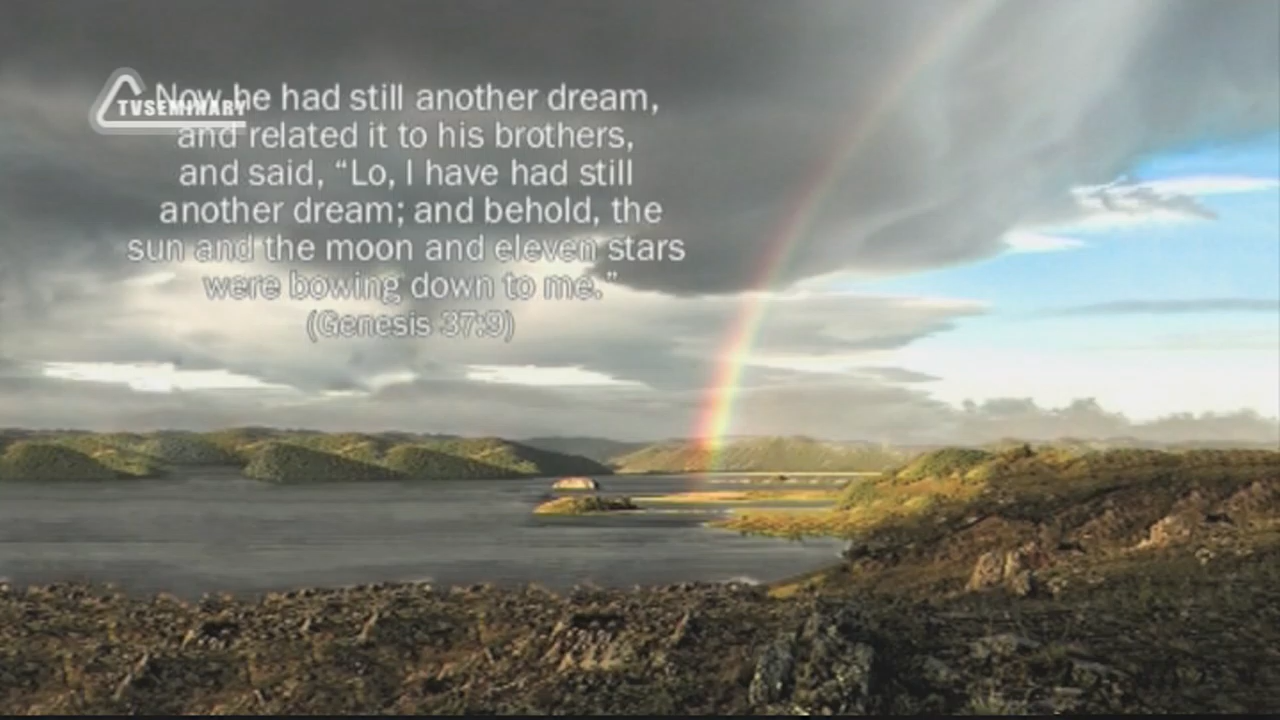 TVSEMINARY
Now he had still another dream,
and related it to his brothers,
and said, “Lo, I have had still
another dream; and behold, the
sun and the moon and eleven stars
were bowing down to me.”
(Genesis 37:9)